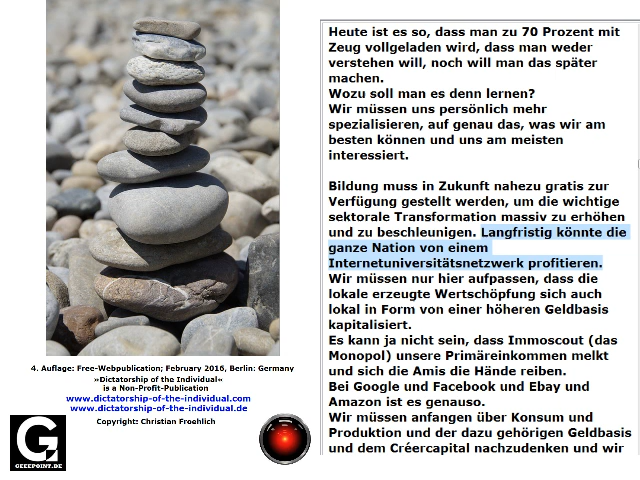 4. Auflage: Free-Webpublication; February 2016, Berlin: Germany
»Dictatorship of the Individual«
is a Non-Profit-Publication
www.dictatorship-of-the-individual.com
www.dictatorship-of-the-individual.de
Copyright: Christian Froehlich
G
GEEEPOINT.DE
Heute ist es so, dass man zu 70 Prozent mit
Zeug vollgeladen wird, dass man weder
verstehen will, noch will man das später
machen.
Wozu soll man es denn lernen?
Wir müssen uns persönlich mehr
spezialisieren, auf genau das, was wir am
besten können und uns am meisten
interessiert.
Bildung muss in Zukunft nahezu gratis zur
Verfügung gestellt werden, um die wichtige
sektorale Transformation massiv zu erhöhen
und zu beschleunigen. Langfristig könnte die
ganze Nation von einem
Internetuniversitätsnetzwerk profitieren.
Wir müssen nur hier aufpassen, dass die
lokale erzeugte Wertschöpfung sich auch
lokal in Form von einer höheren Geldbasis
kapitalisiert.
Es kann ja nicht sein, dass Immoscout (das
Monopol) unsere Primäreinkommen melkt
und sich die Amis die Hände reiben.
Bei Google und Facebook und Ebay und
Amazon ist es genauso.
Wir müssen anfangen über Konsum und
Produktion und der dazu gehörigen Geldbasis
und dem Créercapital nachzudenken und wir